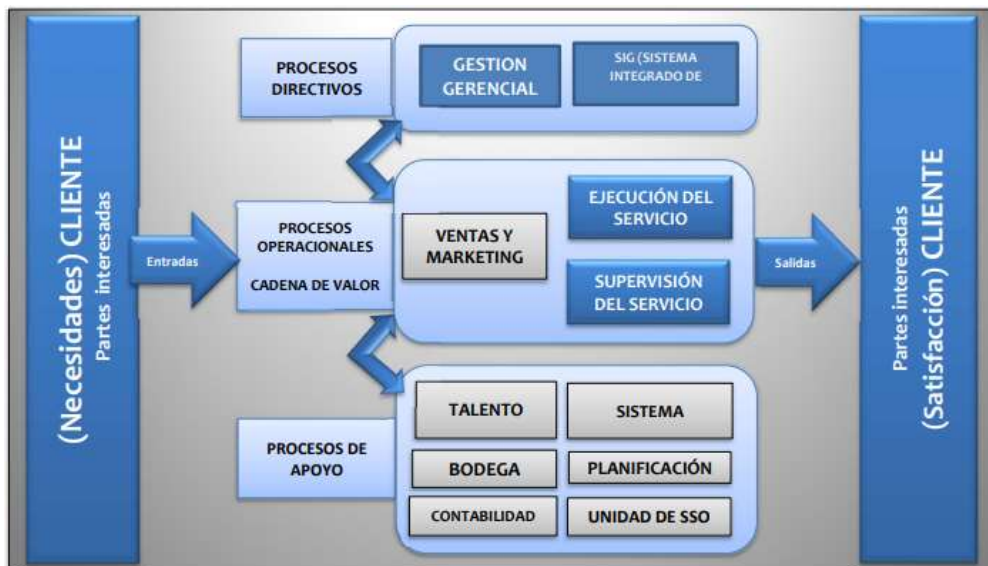 (Necesidades) CLIENTE
Partes interesadas
Entradas
PROCESOS
DIRECTIVOS
GESTION
GERENCIAL
SIG (SISTEMA
INTEGRADO DE
PROCESOS
OPERACIONALES
CADENA DE VALOR
VENTAS Y
MARKETING
EJECUCIÓN DEL
SERVICIO
SUPERVISIÓN
DEL SERVICIO
PROCESOS DE
APOYO
TALENTO
SISTEMA
BODEGA
PLANIFICACIÓN
CONTABILIDAD
UNIDAD DE SSO
Salidas
Partes interesadas
(Satisfacción) CLIENTE